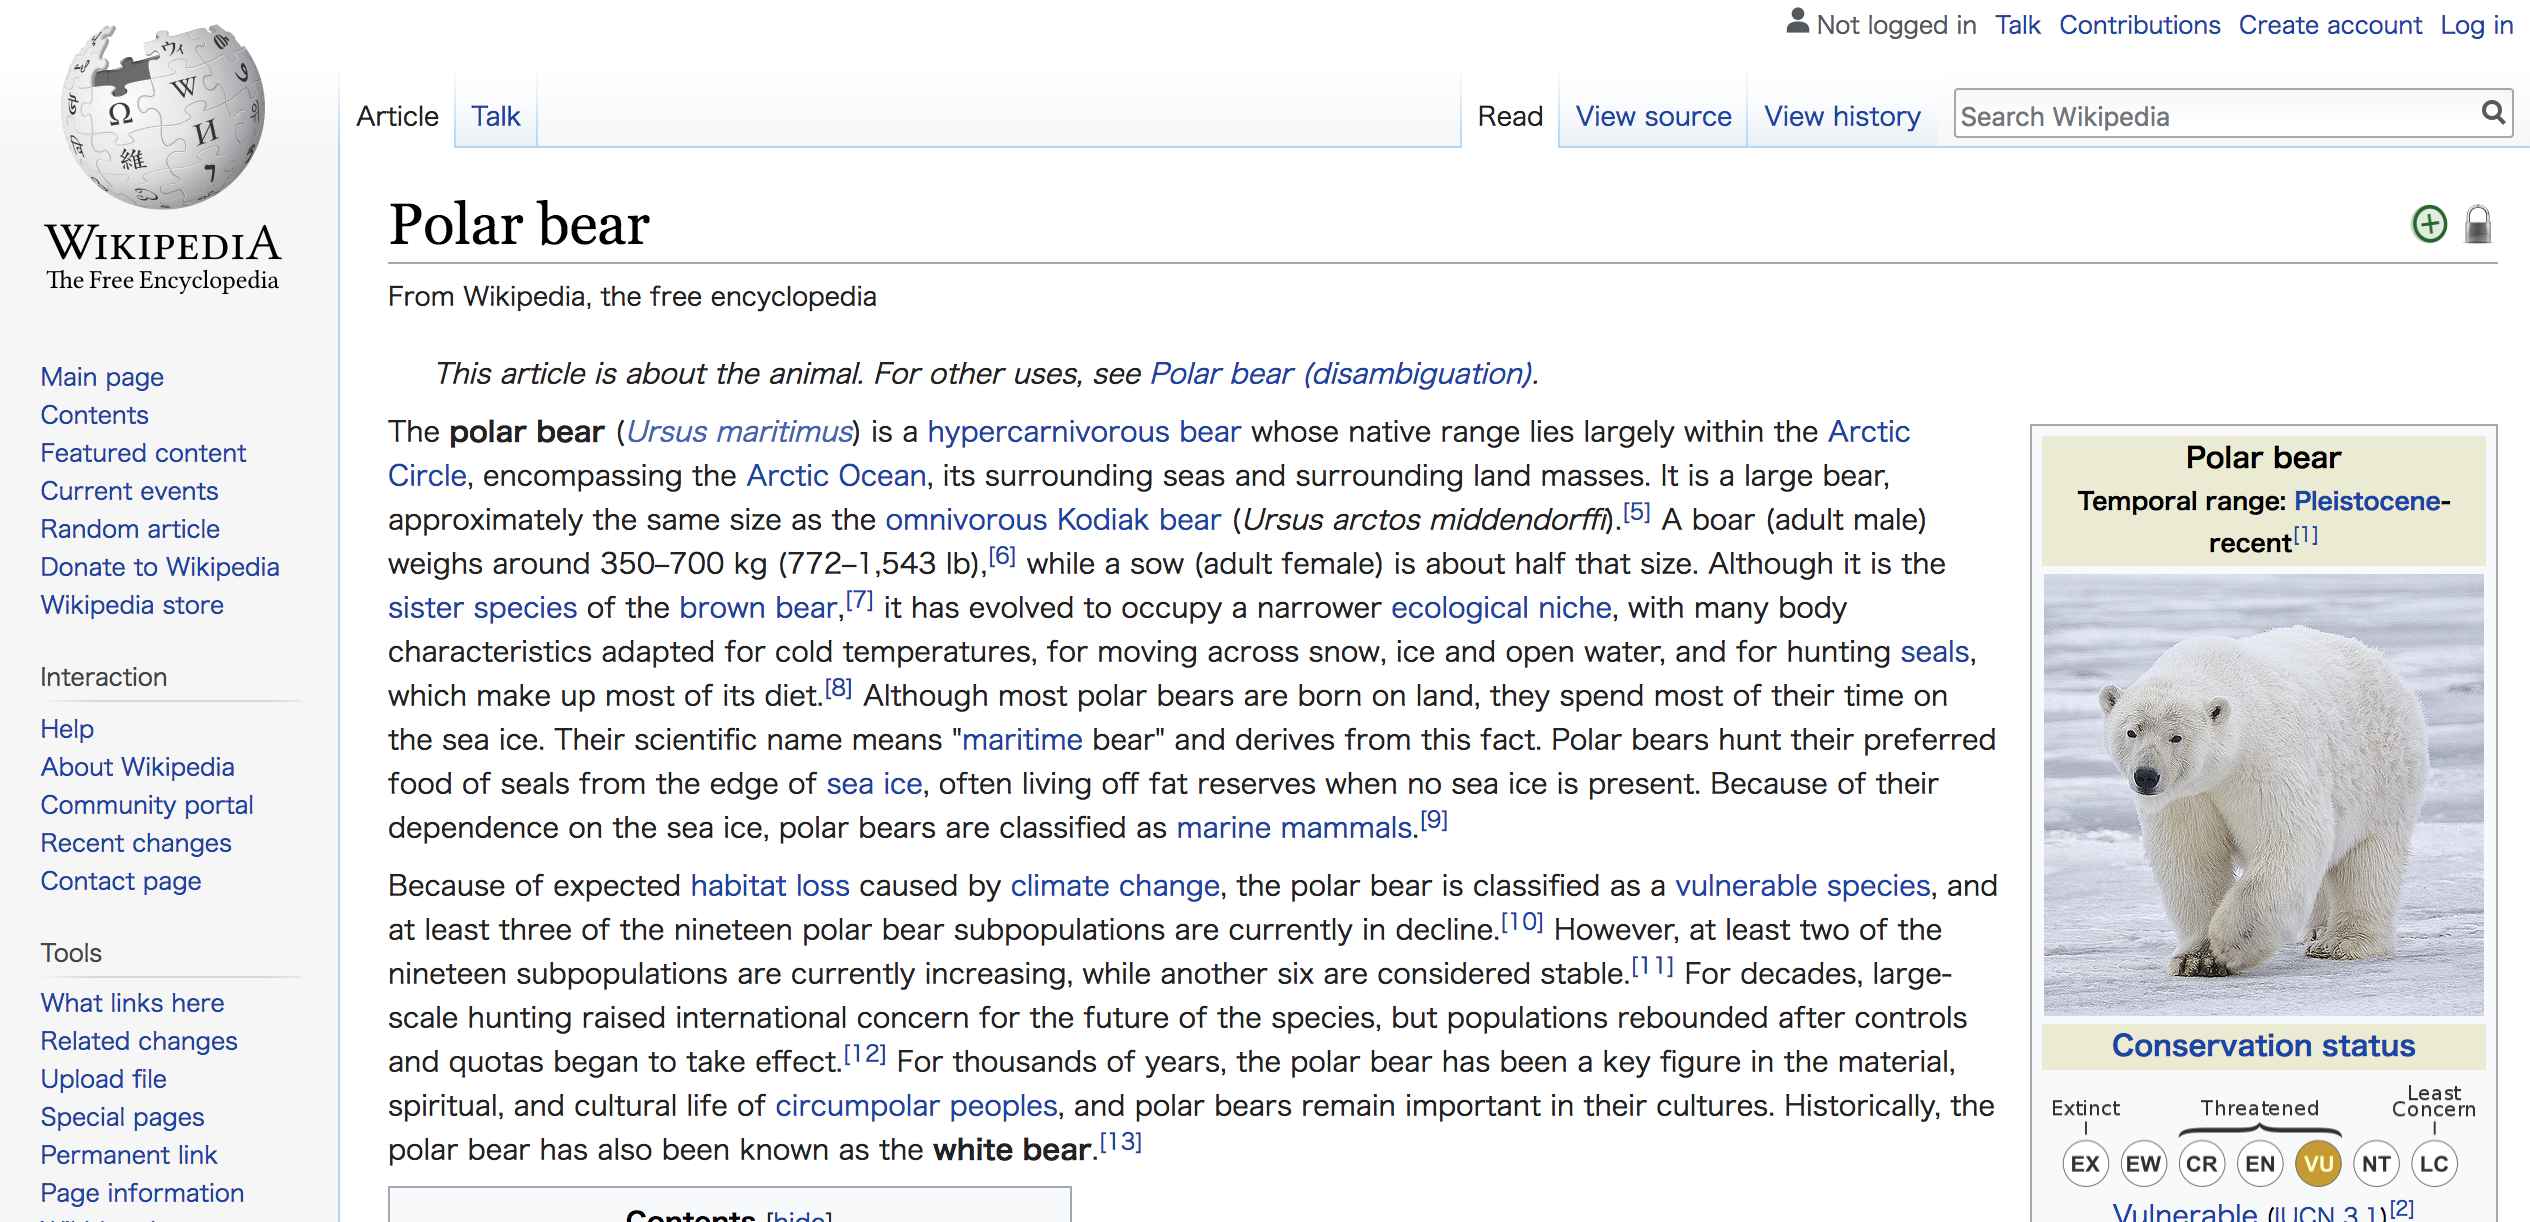 Not logged in Talk Contributions Create account Log in
Article Talk Read View source View history Search Wikipedia
WIKIPEDIA
The Free Encyclopedia
Main page
Contents
Featured content
Current events
Random article
Donate to Wikipedia
Wikipedia store
Interaction
Help
About Wikipedia
Community portal
Recent changes
Contact page
Tools
What links here
Related changes
Upload file
Special pages
Permanent link
Page information
Polar bear
From Wikipedia, the free encyclopedia
This article is about the animal. For other uses, see Polar bear (disambiguation).
The polar bear (Ursus maritimus) is a hypercarnivorous bear whose native range lies largely within the Arctic
Circle, encompassing the Arctic Ocean, its surrounding seas and surrounding land masses. It is a large bear,
approximately the same size as the omnivorous Kodiak bear (Ursus arctos middendorffi).[5] A boar (adult male)
weighs around 350–700 kg (772–1,543 lb),[6] while a sow (adult female) is about half that size. Although it is the
sister species of the brown bear,[7] it has evolved to occupy a narrower ecological niche, with many body
characteristics adapted for cold temperatures, for moving across snow, ice and open water, and for hunting seals,
which make up most of its diet.[8] Although most polar bears are born on land, they spend most of their time on
the sea ice. Their scientific name means "maritime bear" and derives from this fact. Polar bears hunt their preferred
food of seals from the edge of sea ice, often living off fat reserves when no sea ice is present. Because of their
dependence on the sea ice, polar bears are classified as marine mammals.[9]
Because of expected habitat loss caused by climate change, the polar bear is classified as a vulnerable species, and
at least three of the nineteen polar bear subpopulations are currently in decline.[10] However, at least two of the
nineteen subpopulations are currently increasing, while another six are considered stable.[11] For decades, large-
scale hunting raised international concern for the future of the species, but populations rebounded after controls
and quotas began to take effect.[12] For thousands of years, the polar bear has been a key figure in the material,
spiritual, and cultural life of circumpolar peoples, and polar bears remain important in their cultures. Historically, the
polar bear has also been known as the white bear.[13]
Contents [hide]
Polar bear
Temporal range: Pleistocene-
recent[1]
Conservation status
Extinct Threatened Least
Concern
EX EW CR EN VU NT LC
Vulnerable (IUCN 3.1)[2]